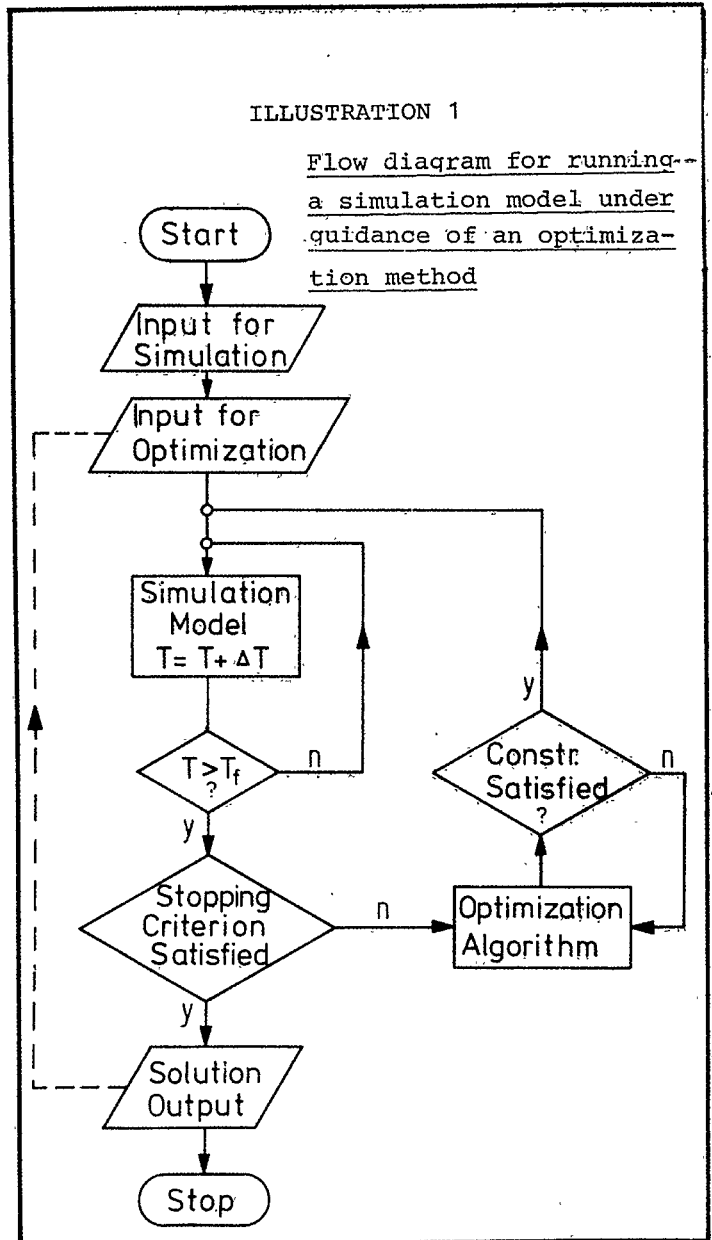 ILLUSTRATION 1
Flow diagram for running
a simulation model under
guidance of an optimiza-
tion method
Start
Input for
Simulation
Input for
Optimization
Simulation
Model
T = T + ΔT
T > Tf
?
n
y
Stopping
Criterion
Satisfied
n
y
Optimization
Algorithm
Constr.
Satisfied
?
y
n
Solution
Output
Stop